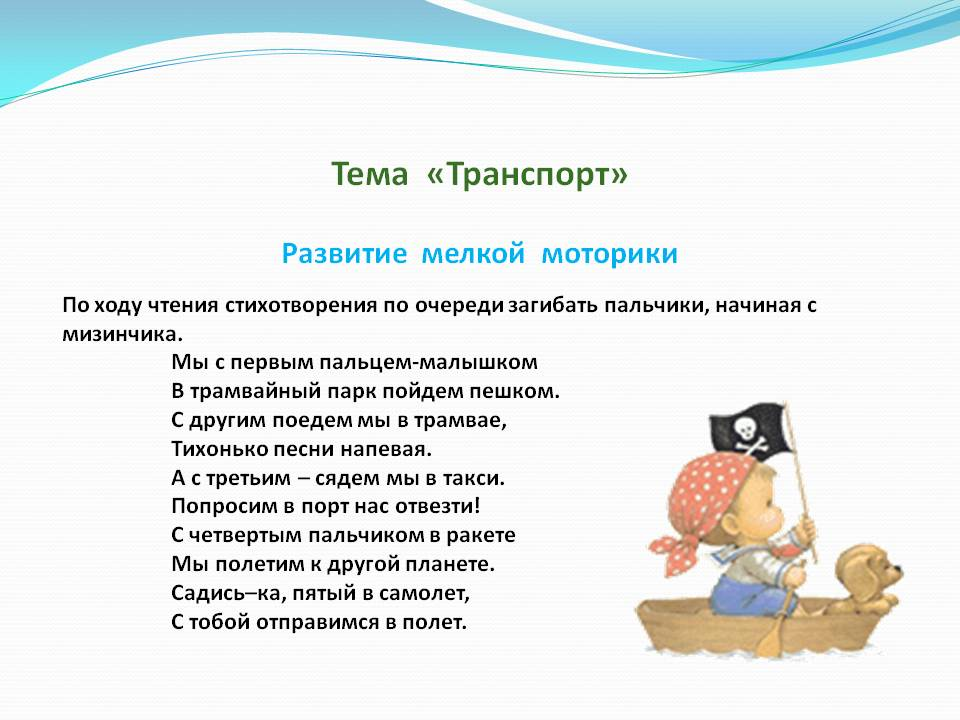 Тема «Транспорт»
Развитие мелкой моторики
По ходу чтения стихотворения по очереди загибать пальчики, начиная с
мизинчика.
Мы с первым пальцем-малышком
В трамвайный парк пойдем пешком.
С другим поедем мы в трамвае,
Тихонько песни напевая.
А с третьим – сядем мы в такси.
Попросим в порт нас отвезти!
С четвертым пальчиком в ракете
Мы полетим к другой планете.
Садись–ка, пятый в самолет,
С тобой отправимся в полет.